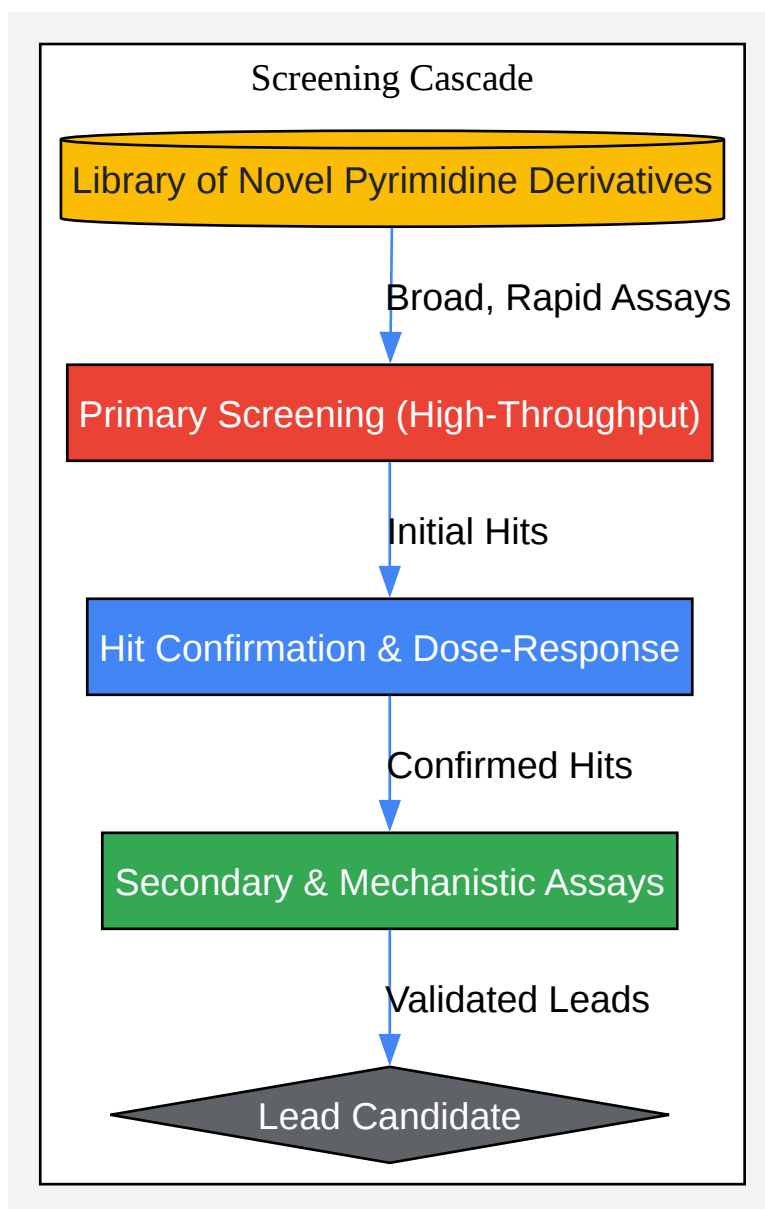 Screening Cascade
Library of Novel Pyrimidine Derivatives
Broad, Rapid Assays
Primary Screening (High-Throughput)
Initial Hits
Hit Confirmation & Dose-Response
Confirmed Hits
Secondary & Mechanistic Assays
Validated Leads
Lead Candidate